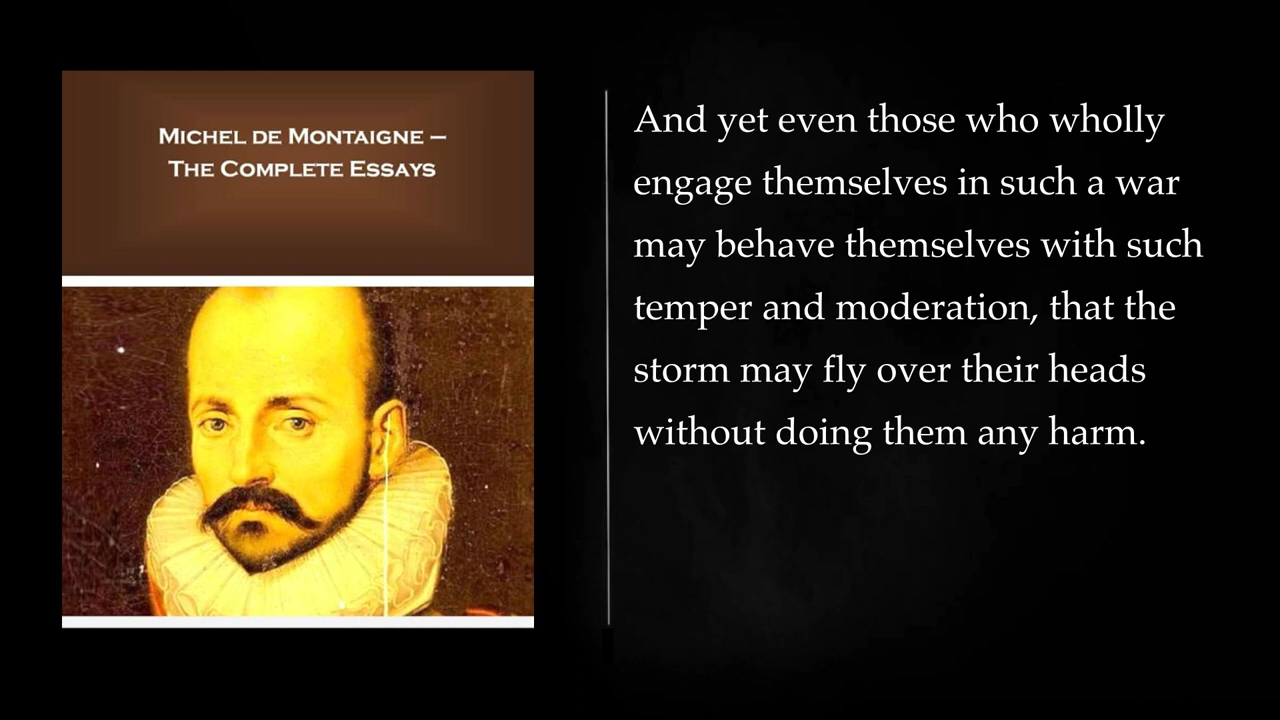 MICHEL DE MONTAIGNE –
THE COMPLETE ESSAYS
And yet even those who wholly
engage themselves in such a war
may behave themselves with such
temper and moderation, that the
storm may fly over their heads
without doing them any harm.